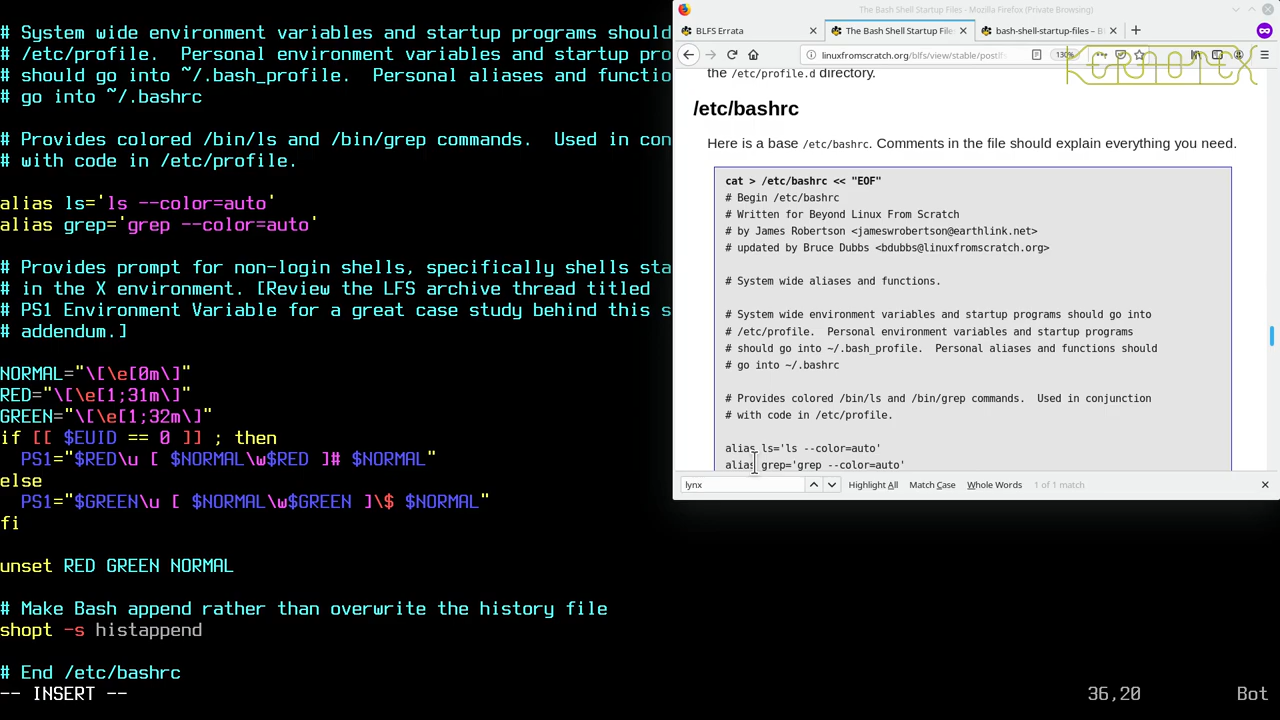 # System wide environment variables and startup programs should
# /etc/profile.  Personal environment variables and startup pro
# should go into ~/.bash_profile.  Personal aliases and functio
# go into ~/.bashrc
# Provides colored /bin/ls and /bin/grep commands.  Used in con
# with code in /etc/profile.
alias ls='ls --color=auto'
alias grep='grep --color=auto'
# Provides prompt for non-login shells, specifically shells sta
# in the X environment. [Review the LFS archive thread titled
# PS1 Environment Variable for a great case study behind this s
# addendum.]
NORMAL="\[\e[0m\]"
RED="\[\e[1;31m\]"
GREEN="\[\e[1;32m\]"
if [[ $EUID == 0 ]] ; then
  PS1="$RED\u [ $NORMAL\w$RED ]# $NORMAL"
else
  PS1="$GREEN\u [ $NORMAL\w$GREEN ]\$ $NORMAL"
fi
unset RED GREEN NORMAL
# Make Bash append rather than overwrite the history file
shopt -s histappend
# End /etc/bashrc
-- INSERT --
36,20 Bot
The Bash Shell Startup Files - Mozilla Firefox (Private Browsing)
BLFS Errata
The Bash Shell Startup File
bash-shell-startup-files – B
linuxfromscratch.org/blfs/view/stable/postl
130%
KERNOTEX
the /etc/profile.d directory.
/etc/bashrc
Here is a base /etc/bashrc. Comments in the file should explain everything you need.
cat > /etc/bashrc << "EOF"
# Begin /etc/bashrc
# Written for Beyond Linux From Scratch
# by James Robertson <jameswrobertson@earthlink.net>
# updated by Bruce Dubbs <bdubbs@linuxfromscratch.org>
# System wide aliases and functions.
# System wide environment variables and startup programs should go into
# /etc/profile.  Personal environment variables and startup programs
# should go into ~/.bash_profile.  Personal aliases and functions should
# go into ~/.bashrc
# Provides colored /bin/ls and /bin/grep commands.  Used in conjunction
# with code in /etc/profile.
alias ls='ls --color=auto'
alias grep='grep --color=auto'
lynx
Highlight All Match Case Whole Words 1 of 1 match